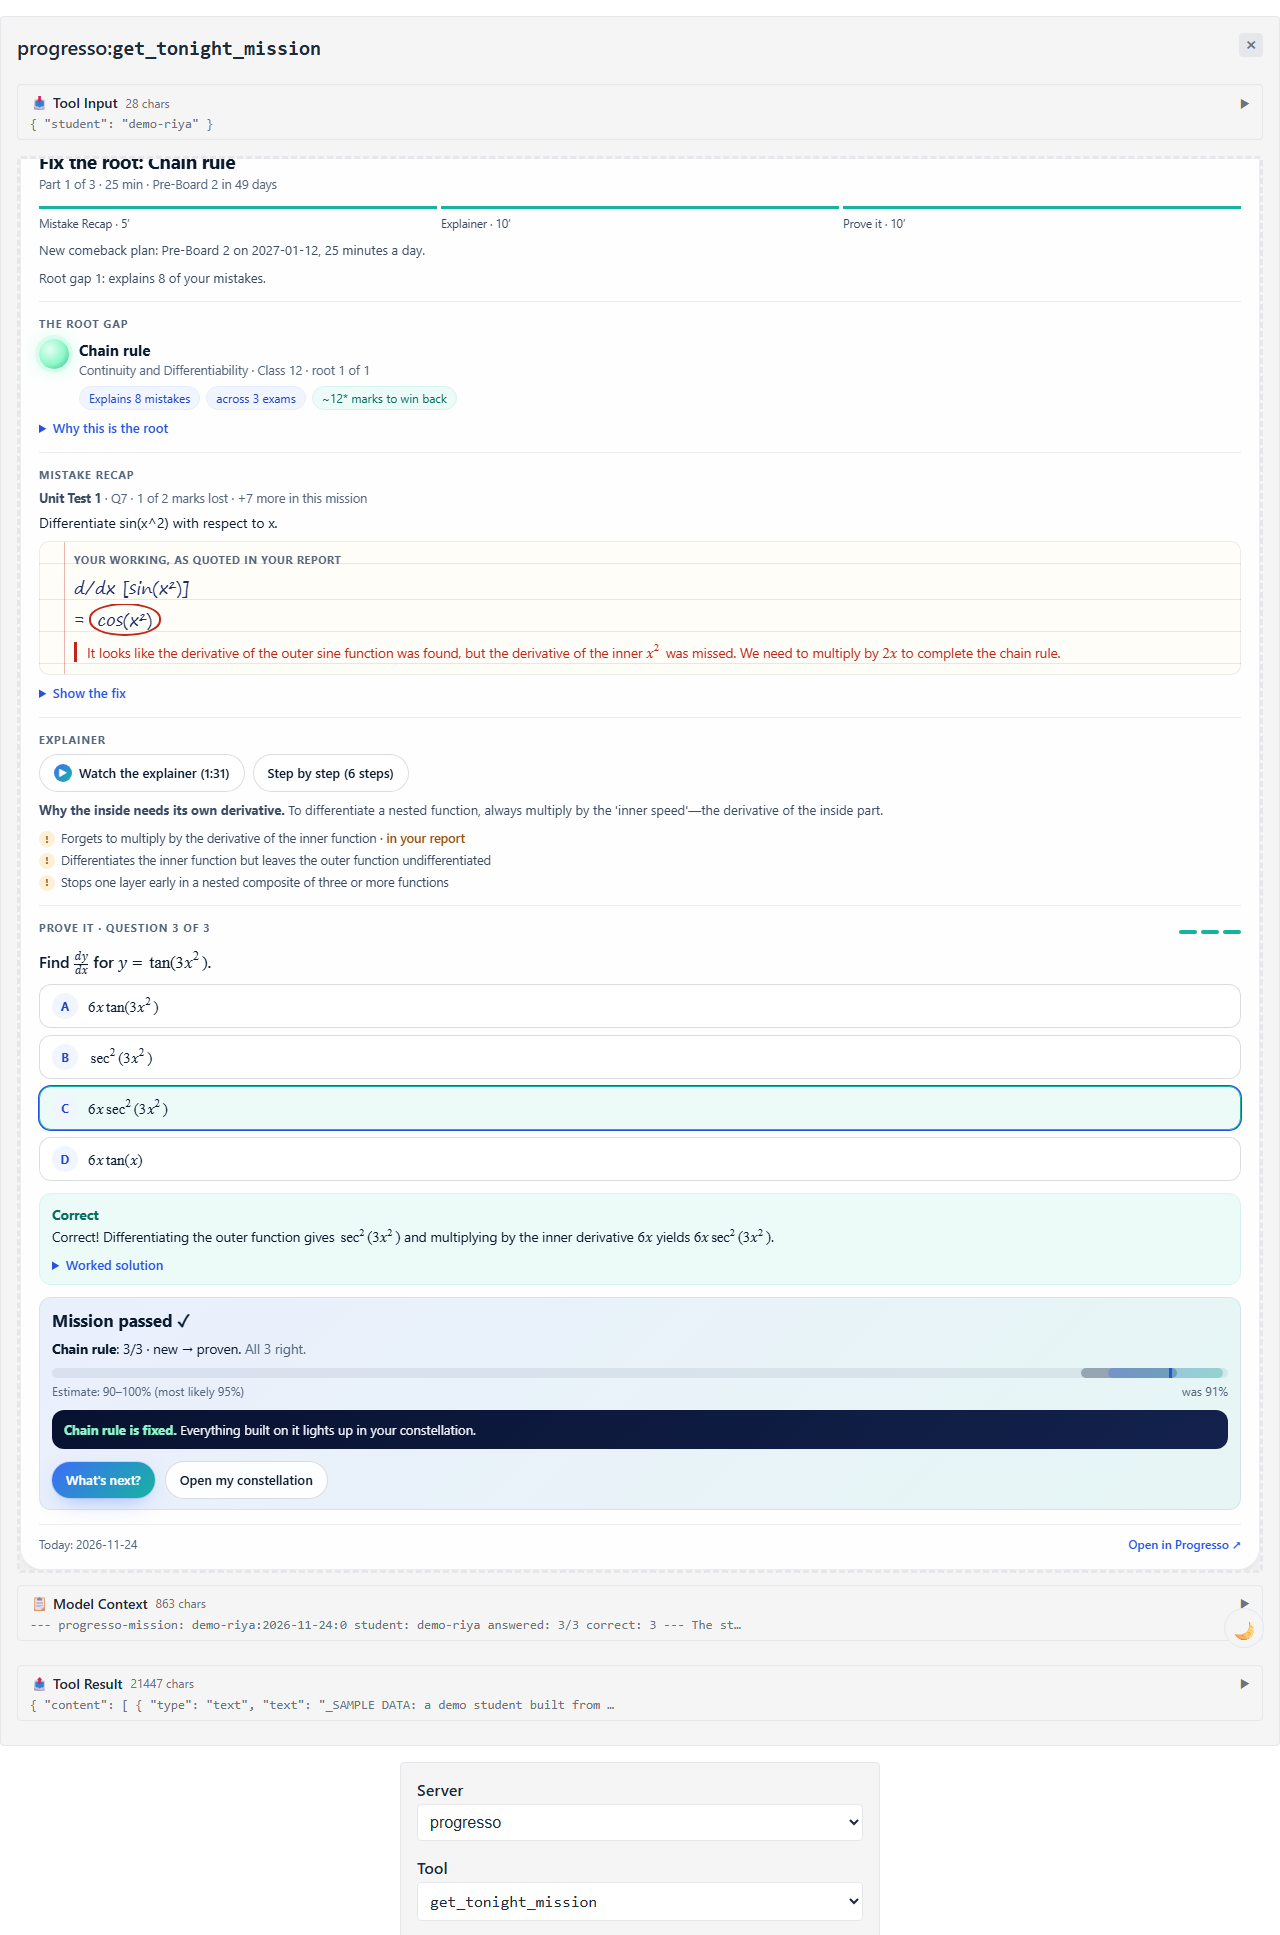 progresso:get_tonight_mission
×
Tool Input 28 chars
{ "student": "demo-riya" }
Fix the root: Chain rule
Part 1 of 3 · 25 min · Pre-Board 2 in 49 days
Mistake Recap · 5′
Explainer · 10′
Prove it · 10′
New comeback plan: Pre-Board 2 on 2027-01-12, 25 minutes a day.
Root gap 1: explains 8 of your mistakes.
THE ROOT GAP
Chain rule
Continuity and Differentiability · Class 12 · root 1 of 1
Explains 8 mistakes
across 3 exams
~12* marks to win back
Why this is the root
MISTAKE RECAP
Unit Test 1 · Q7 · 1 of 2 marks lost · +7 more in this mission
Differentiate sin(x^2) with respect to x.
YOUR WORKING, AS QUOTED IN YOUR REPORT
d/dx [sin(x²)]
= cos(x²)
It looks like the derivative of the outer sine function was found, but the derivative of the inner x² was missed. We need to multiply by 2x to complete the chain rule.
Show the fix
EXPLAINER
Watch the explainer (1:31)
Step by step (6 steps)
Why the inside needs its own derivative. To differentiate a nested function, always multiply by the 'inner speed'—the derivative of the inside part.
! Forgets to multiply by the derivative of the inner function · in your report
! Differentiates the inner function but leaves the outer function undifferentiated
! Stops one layer early in a nested composite of three or more functions
PROVE IT · QUESTION 3 OF 3
Find dy/dx for y = tan(3x²).
A 6x tan(3x²)
B sec²(3x²)
C 6x sec²(3x²)
D 6x tan(x)
Correct
Correct! Differentiating the outer function gives sec²(3x²) and multiplying by the inner derivative 6x yields 6x sec²(3x²).
Worked solution
Mission passed ✓
Chain rule: 3/3 · new → proven. All 3 right.
Estimate: 90–100% (most likely 95%)
was 91%
Chain rule is fixed. Everything built on it lights up in your constellation.
What's next?
Open my constellation
Today: 2026-11-24
Open in Progresso ↗
Model Context 863 chars
--- progresso-mission: demo-riya:2026-11-24:0 student: demo-riya answered: 3/3 correct: 3 --- The st…
Tool Result 21447 chars
{ "content": [ { "type": "text", "text": "_SAMPLE DATA: a demo student built from …
Server
progresso
Tool
get_tonight_mission